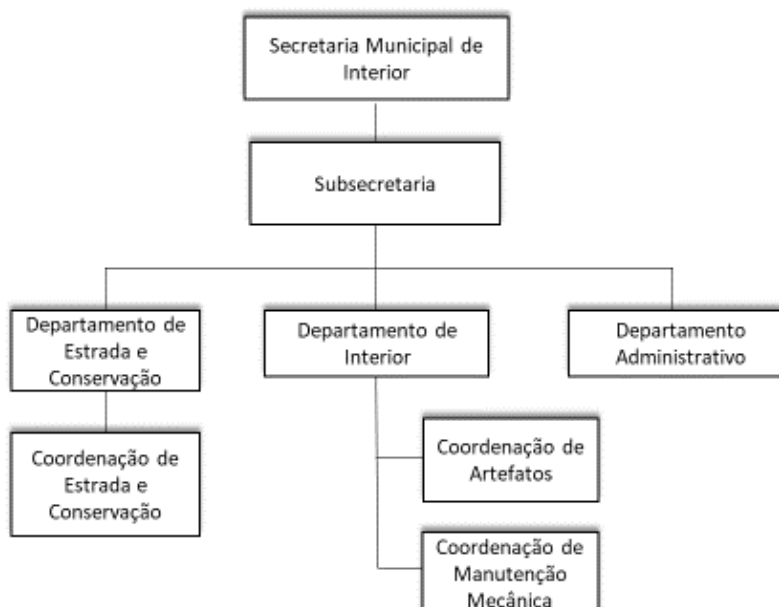 Secretaria Municipal de
Interior
Subsecretaria
Departamento de
Estrada e
Conservação
Departamento de
Interior
Departamento
Administrativo
Coordenação de
Estrada e
Conservação
Coordenação de
Artefatos
Coordenação de
Manutenção
Mecânica